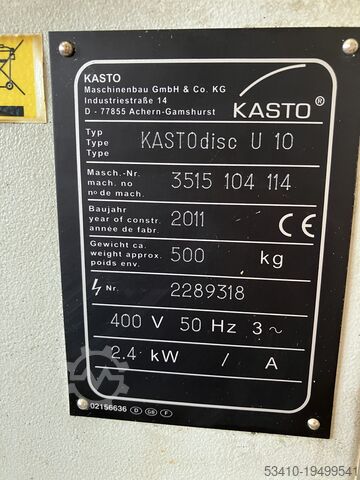 KASTO
Maschinenbau GmbH & Co. KG
Industriestraße 14
D - 77855 Achern-Gamshurst
KASTO®
Typ
Type
Type
KASTOdisc U 10
Masch.-Nr.
mach. no
nº de mach.
3515 104 114
Baujahr
year of constr.
année de fabr.
2011
CE
Gewicht ca.
weight approx.
poids env.
500 kg
Nr. 2289318
400 V 50 Hz 3~
2.4 kW / A
02156636 D GB F
53410-19499541